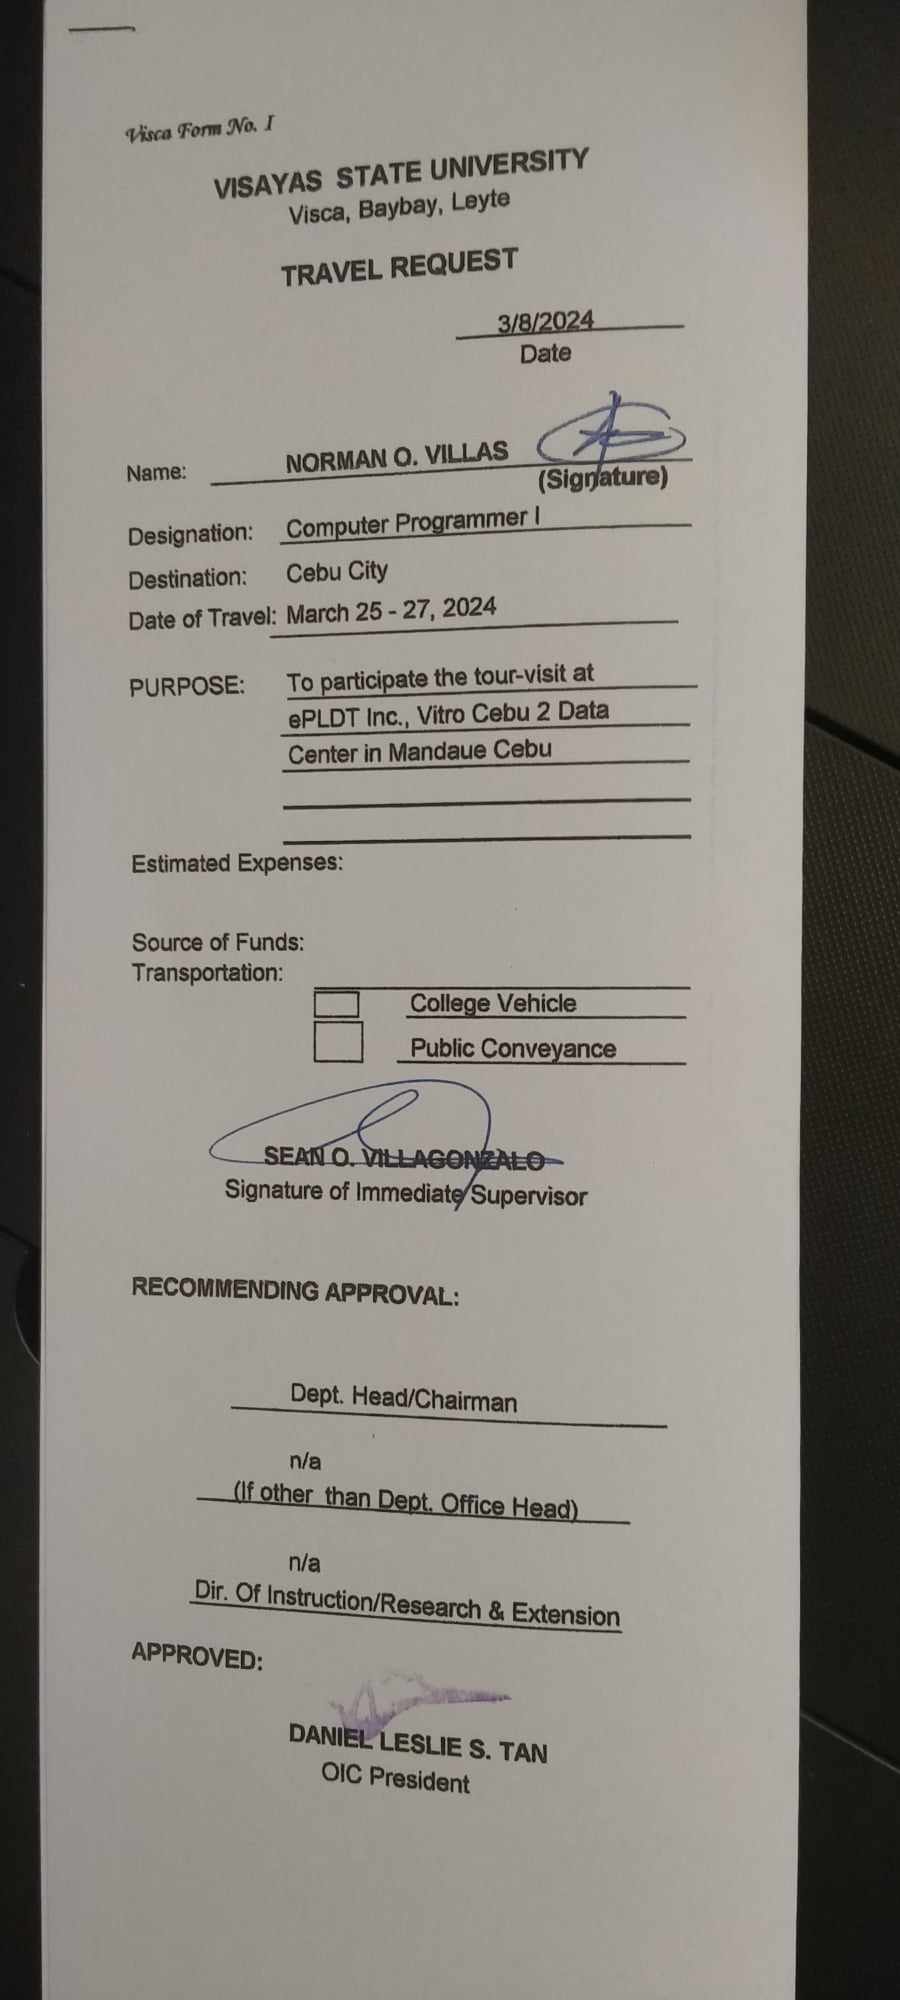 Visca Form No. I
VISAYAS STATE UNIVERSITY
Visca, Baybay, Leyte
TRAVEL REQUEST
3/8/2024
Date
Name: NORMAN O. VILLAS
(Signature)
Designation: Computer Programmer I
Destination: Cebu City
Date of Travel: March 25 - 27, 2024
PURPOSE: To participate the tour-visit at
ePLDT Inc., Vitro Cebu 2 Data
Center in Mandaue Cebu
Estimated Expenses:
Source of Funds:
Transportation:
College Vehicle
Public Conveyance
SEAN O. VILLAGONZALO
Signature of Immediate Supervisor
RECOMMENDING APPROVAL:
Dept. Head/Chairman
n/a
(If other than Dept. Office Head)
n/a
Dir. Of Instruction/Research & Extension
APPROVED:
DANIEL LESLIE S. TAN
OIC President